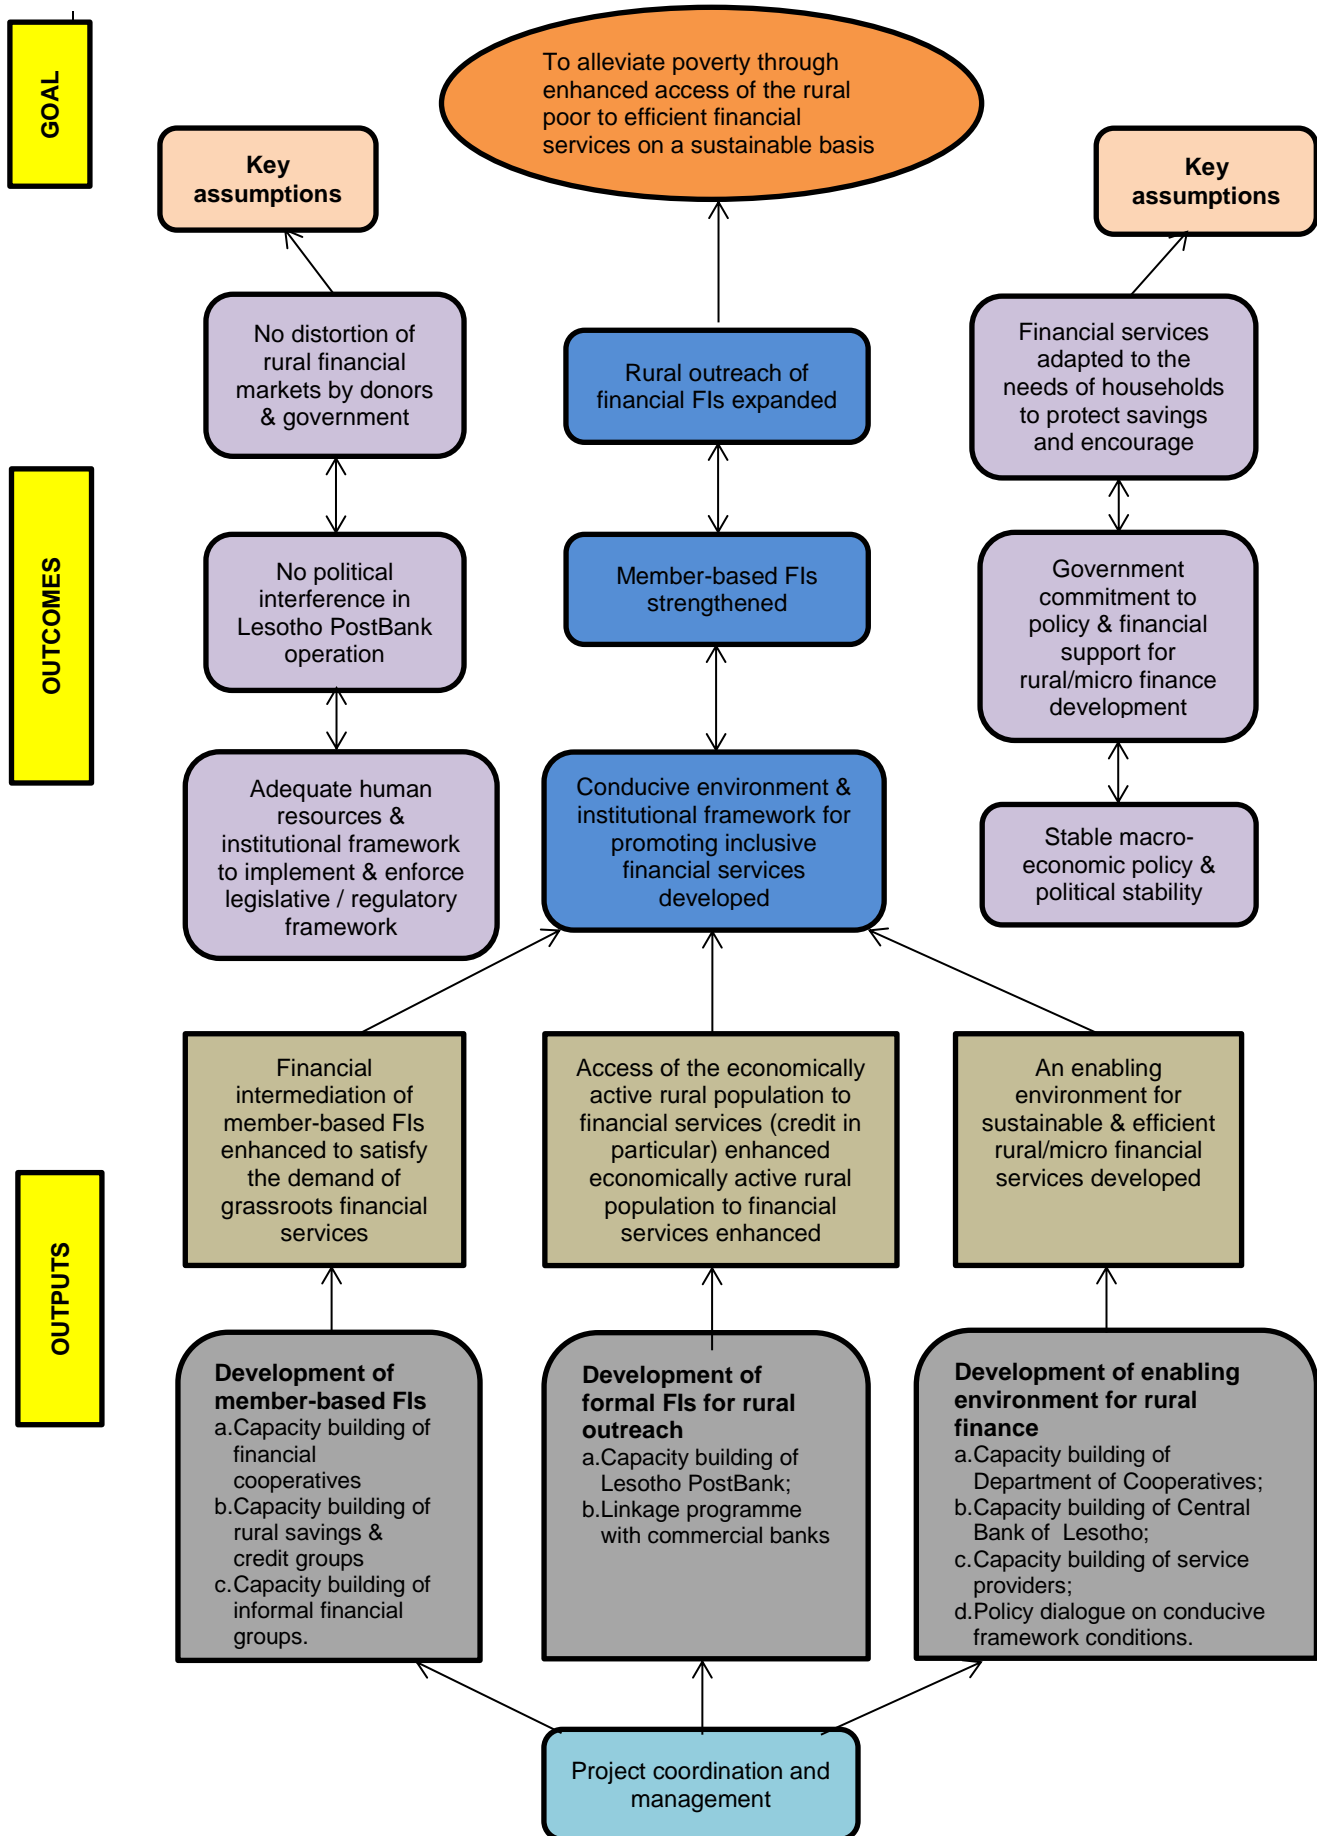 GOAL
To alleviate poverty through
enhanced access of the rural
poor to efficient financial
services on a sustainable basis
Key
assumptions
Key
assumptions
No distortion of
rural financial
markets by donors
& government
Rural outreach of
financial FIs expanded
Financial services
adapted to the
needs of households
to protect savings
and encourage
OUTCOMES
No political
interference in
Lesotho PostBank
operation
Member-based FIs
strengthened
Government
commitment to
policy & financial
support for
rural/micro finance
development
Adequate human
resources &
institutional framework
to implement & enforce
legislative / regulatory
framework
Conducive environment &
institutional framework for
promoting inclusive
financial services
developed
Stable macro-
economic policy &
political stability
Financial
intermediation of
member-based FIs
enhanced to satisfy
the demand of
grassroots financial
services
Access of the economically
active rural population to
financial services (credit in
particular) enhanced
economically active rural
population to financial
services enhanced
An enabling
environment for
sustainable & efficient
rural/micro financial
services developed
OUTPUTS
Development of
member-based FIs
a.Capacity building of
financial
cooperatives
b.Capacity building of
rural savings &
credit groups
c.Capacity building of
informal financial
groups.
Development of
formal FIs for rural
outreach
a.Capacity building of
Lesotho PostBank;
b.Linkage programme
with commercial banks
Development of enabling
environment for rural
finance
a.Capacity building of
Department of Cooperatives;
b.Capacity building of Central
Bank of Lesotho;
c.Capacity building of service
providers;
d.Policy dialogue on conducive
framework conditions.
Project coordination and
management